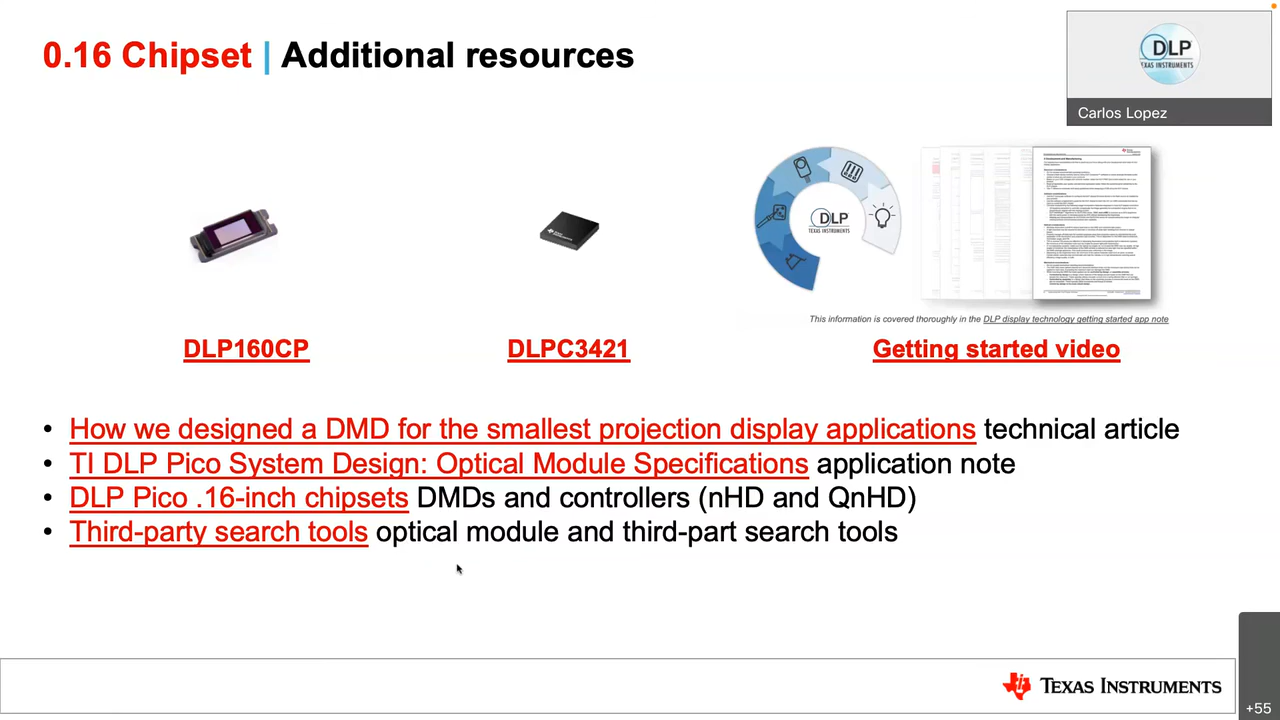 0.16 Chipset | Additional resources
DLP
TEXAS INSTRUMENTS
Carlos Lopez
DLP
TEXAS INSTRUMENTS
This information is covered thoroughly in the DLP display technology getting started app note
DLP160CP
DLPC3421
Getting started video
• How we designed a DMD for the smallest projection display applications technical article
• TI DLP Pico System Design: Optical Module Specifications application note
• DLP Pico .16-inch chipsets DMDs and controllers (nHD and QnHD)
• Third-party search tools optical module and third-part search tools
TEXAS INSTRUMENTS
+55